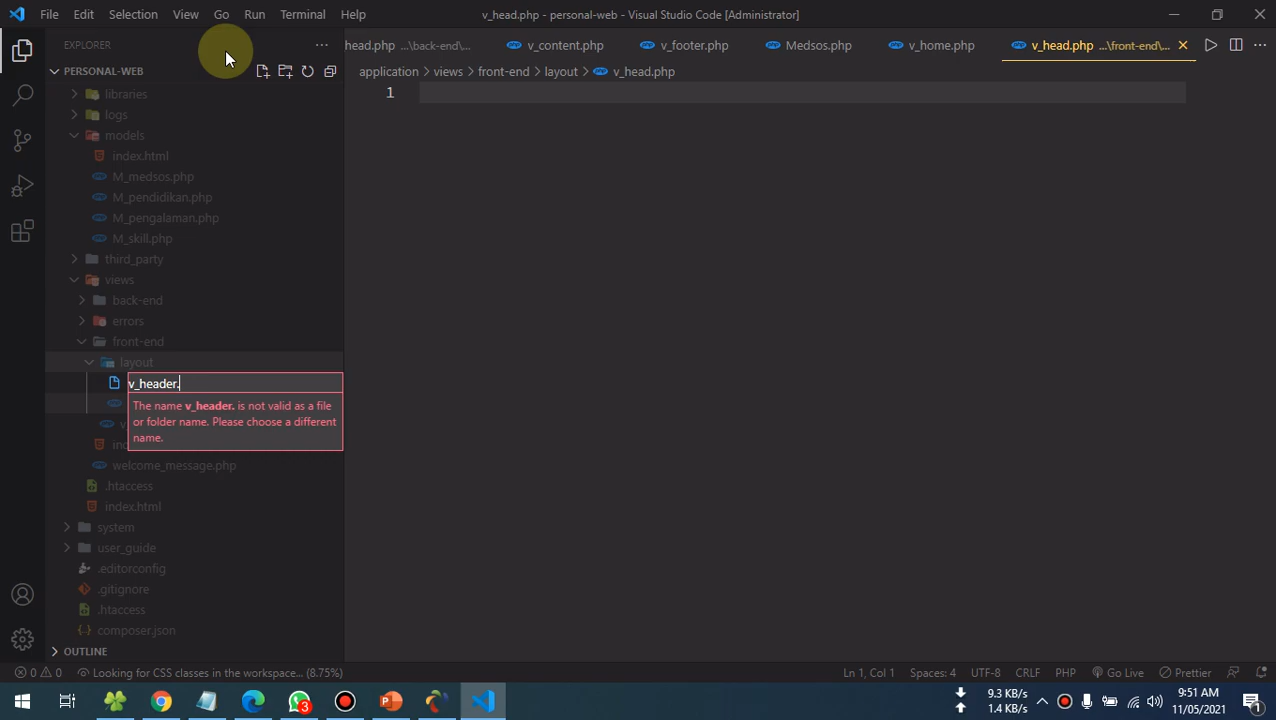 File Edit Selection View Go Run Terminal Help
v_head.php - personal-web - Visual Studio Code [Administrator]
EXPLORER
head.php ...\back-end\... v_content.php v_footer.php Medsos.php v_home.php v_head.php ...\front-end\...
PERSONAL-WEB
application > views > front-end > layout > v_head.php
1
libraries
logs
models
index.html
M_medsos.php
M_pendidikan.php
M_pengalaman.php
M_skill.php
third_party
views
back-end
errors
front-end
layout
v_header.
The name v_header. is not valid as a file
or folder name. Please choose a different
name.
welcome_message.php
.htaccess
index.html
system
user_guide
.editorconfig
.gitignore
.htaccess
composer.json
OUTLINE
0 0 Looking for CSS classes in the workspace... (8.75%) Ln 1, Col 1 Spaces: 4 UTF-8 CRLF PHP Go Live Prettier
3
9.3 KB/s
1.4 KB/s
9:51 AM
11/05/2021
1